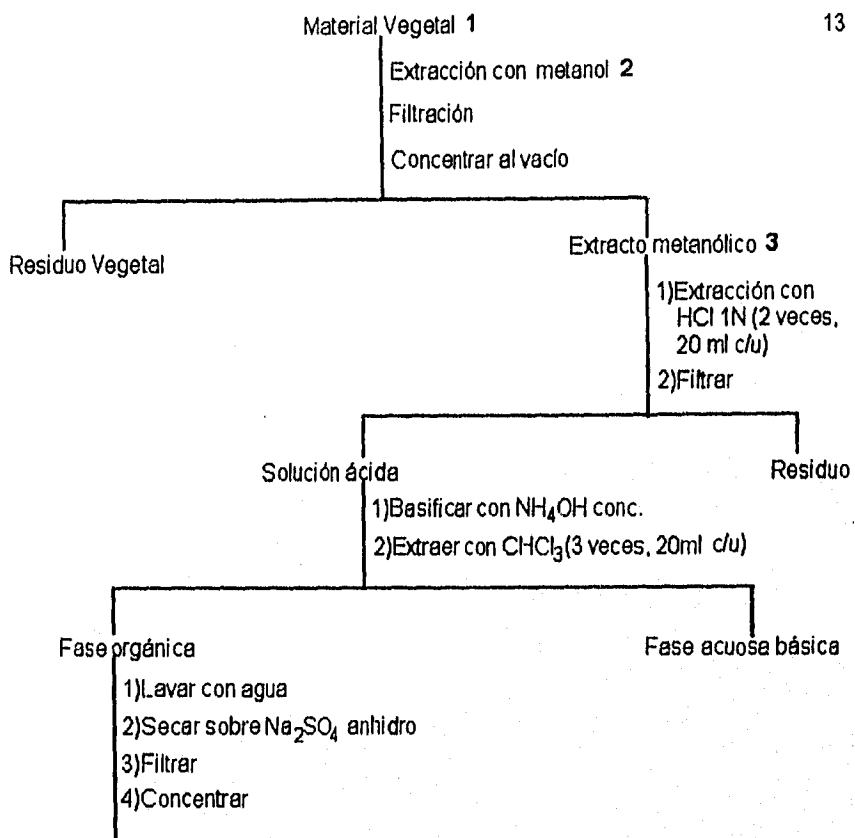 13
Material Vegetal 1
Extracción con metanol 2
Filtración
Concentrar al vacío
Residuo Vegetal
Extracto metanólico 3
1)Extracción con
HCl 1N (2 veces,
20 ml c/u)
2)Filtrar
Solución ácida
Residuo
1)Basificar con NH₄OH conc.
2)Extraer con CHCl₃(3 veces, 20ml c/u)
Fase orgánica
Fase acuosa básica
1)Lavar con agua
2)Secar sobre Na₂SO₄ anhidro
3)Filtrar
4)Concentrar